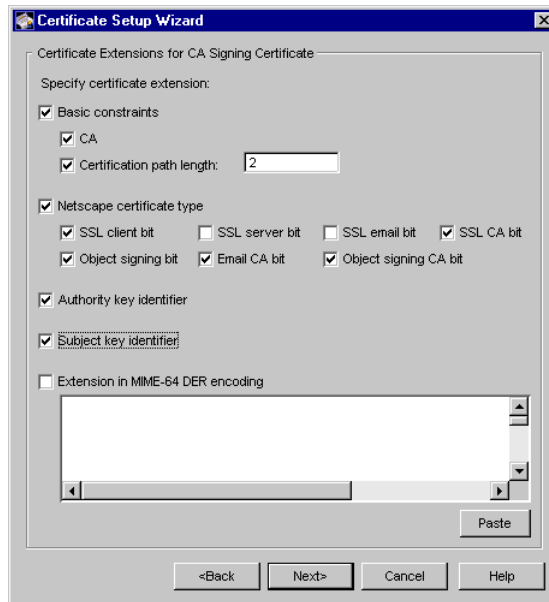 Certificate Setup Wizard
Certificate Extensions for CA Signing Certificate
Specify certificate extension:
Basic constraints
CA
Certification path length: 2
Netscape certificate type
SSL client bit SSL server bit SSL email bit SSL CA bit
Object signing bit Email CA bit Object signing CA bit
Authority key identifier
Subject key identifier
Extension in MIME-64 DER encoding
Paste
<Back Next> Cancel Help